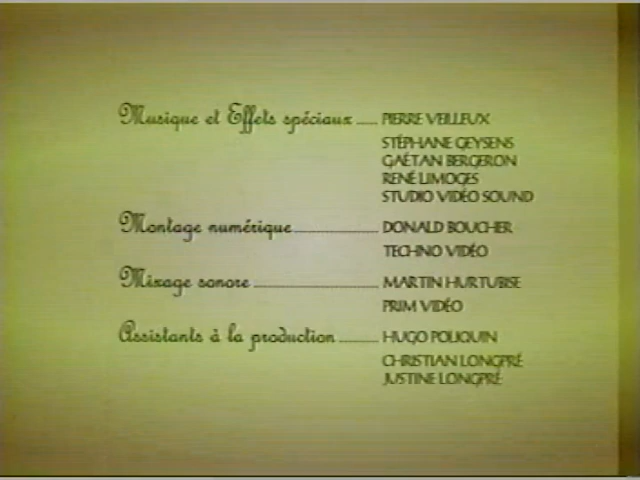 Musique et Effets spéciaux ...... PIERRE VEILLEUX
STÉPHANE GEYSENS
GAÉTAN BERGERON
RENÉ LIMOGES
STUDIO VIDÉO SOUND
Montage numérique ...................... DONALD BOUCHER
TECHNO VIDÉO
Mixage sonore ................................. MARTIN HURTUBISE
PRIM VIDÉO
Assistants à la production .......... HUGO POLIQUIN
CHRISTIAN LONGPRÉ
JUSTINE LONGPRÉ